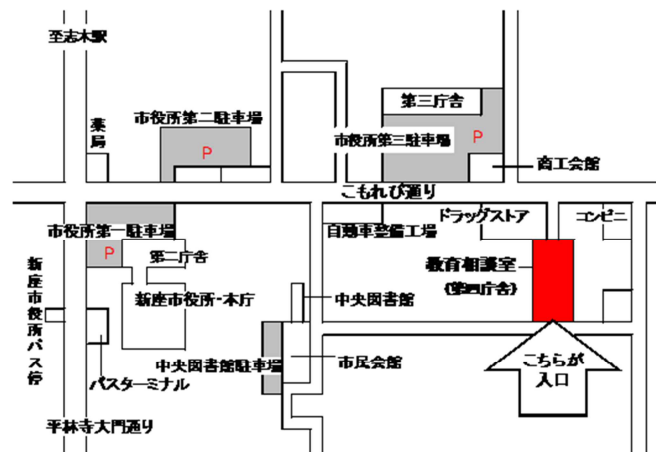 至志木駅
第三庁舎
市役所第二駐車場
薬局
P
P
市役所第三駐車場
商工会館
こもれび通り
市役所第一駐車場
自動車整備工場
ドラッグストア
コンビニ
P
第二庁舎
教育相談室
(第四庁舎)
新座市役所バス停
新座市役所・本庁
中央図書館
中央図書館駐車場
市民会館
こちらが
入口
バスターミナル
平林寺大門通り